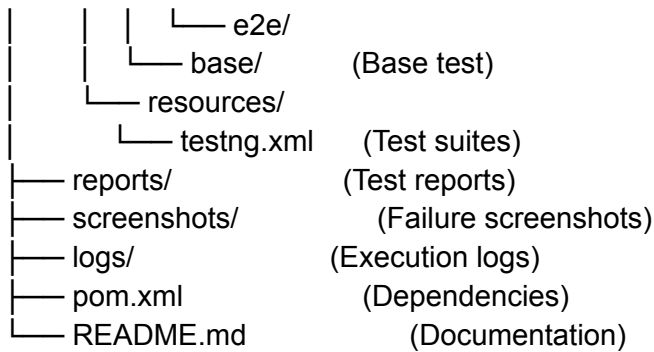 │ │ │ └── e2e/
│ │ └── base/ (Base test)
│ └── resources/
│ └── testng.xml (Test suites)
├── reports/ (Test reports)
├── screenshots/ (Failure screenshots)
├── logs/ (Execution logs)
├── pom.xml (Dependencies)
└── README.md (Documentation)